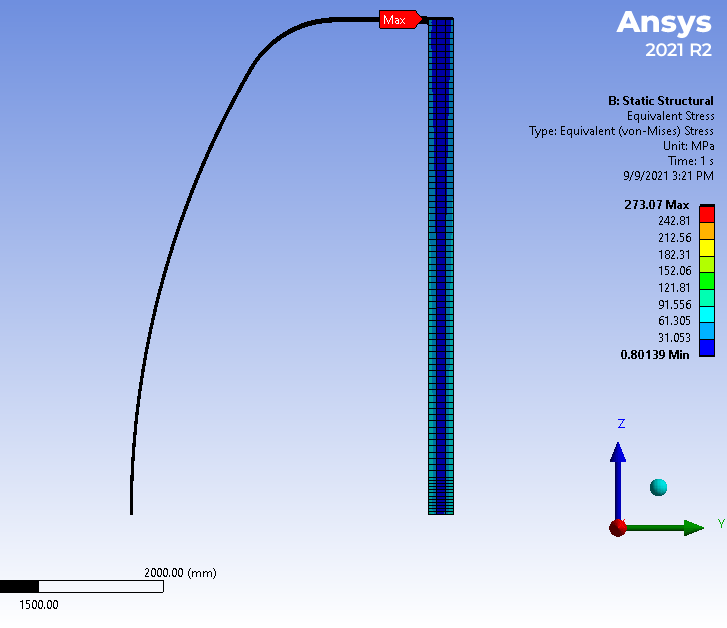 Ansys
2021 R2
Max
B: Static Structural
Equivalent Stress
Type: Equivalent (von-Mises) Stress
Unit: MPa
Time: 1 s
9/9/2021 3:21 PM
273.07 Max
242.81
212.56
182.31
152.06
121.81
91.556
61.305
31.053
0.80139 Min
Z
Y
2000.00 (mm)
1500.00